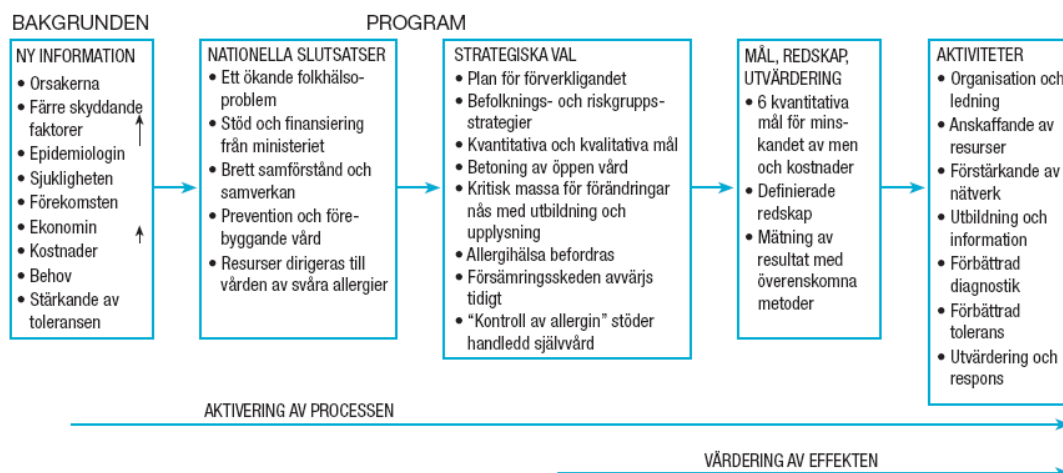 BAKGRUNDEN
PROGRAM
NY INFORMATION
• Orsakerna
• Färre skyddande
faktorer
• Epidemiologin
• Sjukligheten
• Förekomsten
• Ekonomin
• Kostnader
• Behov
• Stärkande av
toleransen
NATIONELLA SLUTSATSER
• Ett ökande folkhälso-
problem
• Stöd och finansiering
från ministeriet
• Brett samförstånd och
samverkan
• Prevention och före-
byggande vård
• Resurser dirigeras till
vården av svåra allergier
STRATEGISKA VAL
• Plan för förverkligandet
• Befolknings- och riskgrupps-
strategier
• Kvantitativa och kvalitativa mål
• Betoning av öppen vård
• Kritisk massa för förändringar
nås med utbildning och
upplysning
• Allergihälsa befordras
• Försämringsskeden avvärjs
tidigt
• “Kontroll av allergin” stöder
handledd självvård
MÅL, REDSKAP,
UTVÄRDERING
• 6 kvantitativa
mål för mins-
kandet av men
och kostnader
• Definierade
redskap
• Mätning av
resultat med
överenskomna
metoder
AKTIVITETER
• Organisation och
ledning
• Anskaffande av
resurser
• Förstärkande av
nätverk
• Utbildning och
information
• Förbättrad
diagnostik
• Förbättrad
tolerans
• Utvärdering och
respons
AKTIVERING AV PROCESSEN
VÄRDERING AV EFFEKTEN